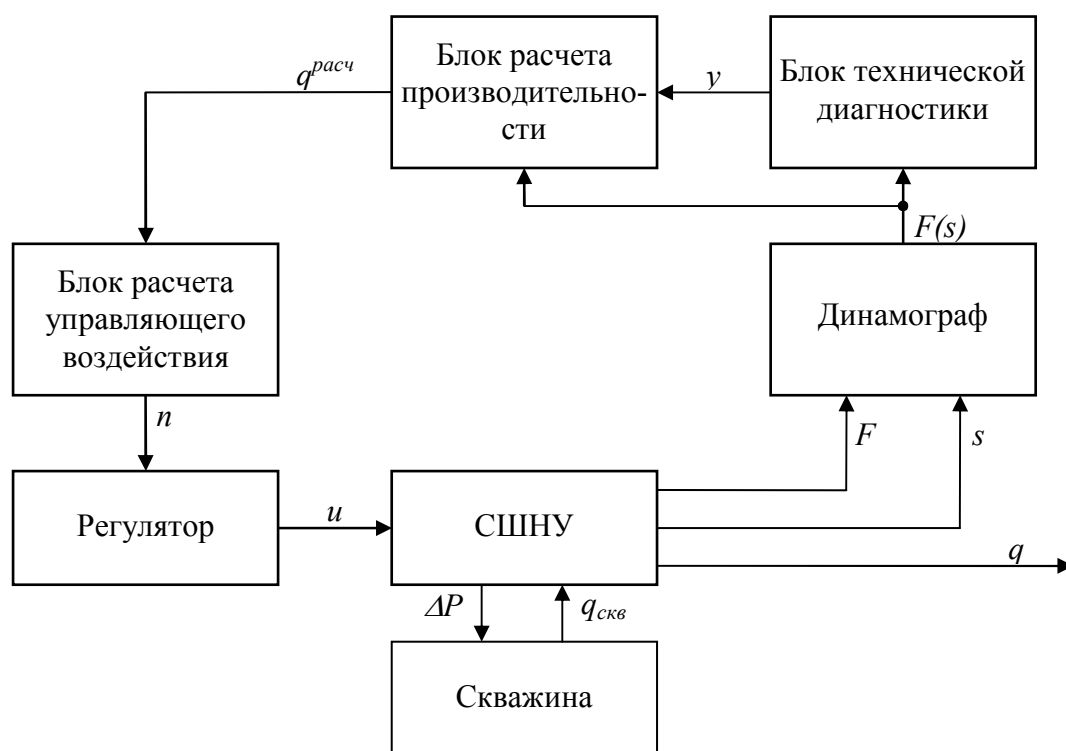 Блок расчета
производительно-
сти
Блок технической
диагностики
q^расч
y
F(s)
Блок расчета
управляющего
воздействия
Динамограф
n
F
s
Регулятор
u
СШНУ
q
ΔP
q_скв
Скважина